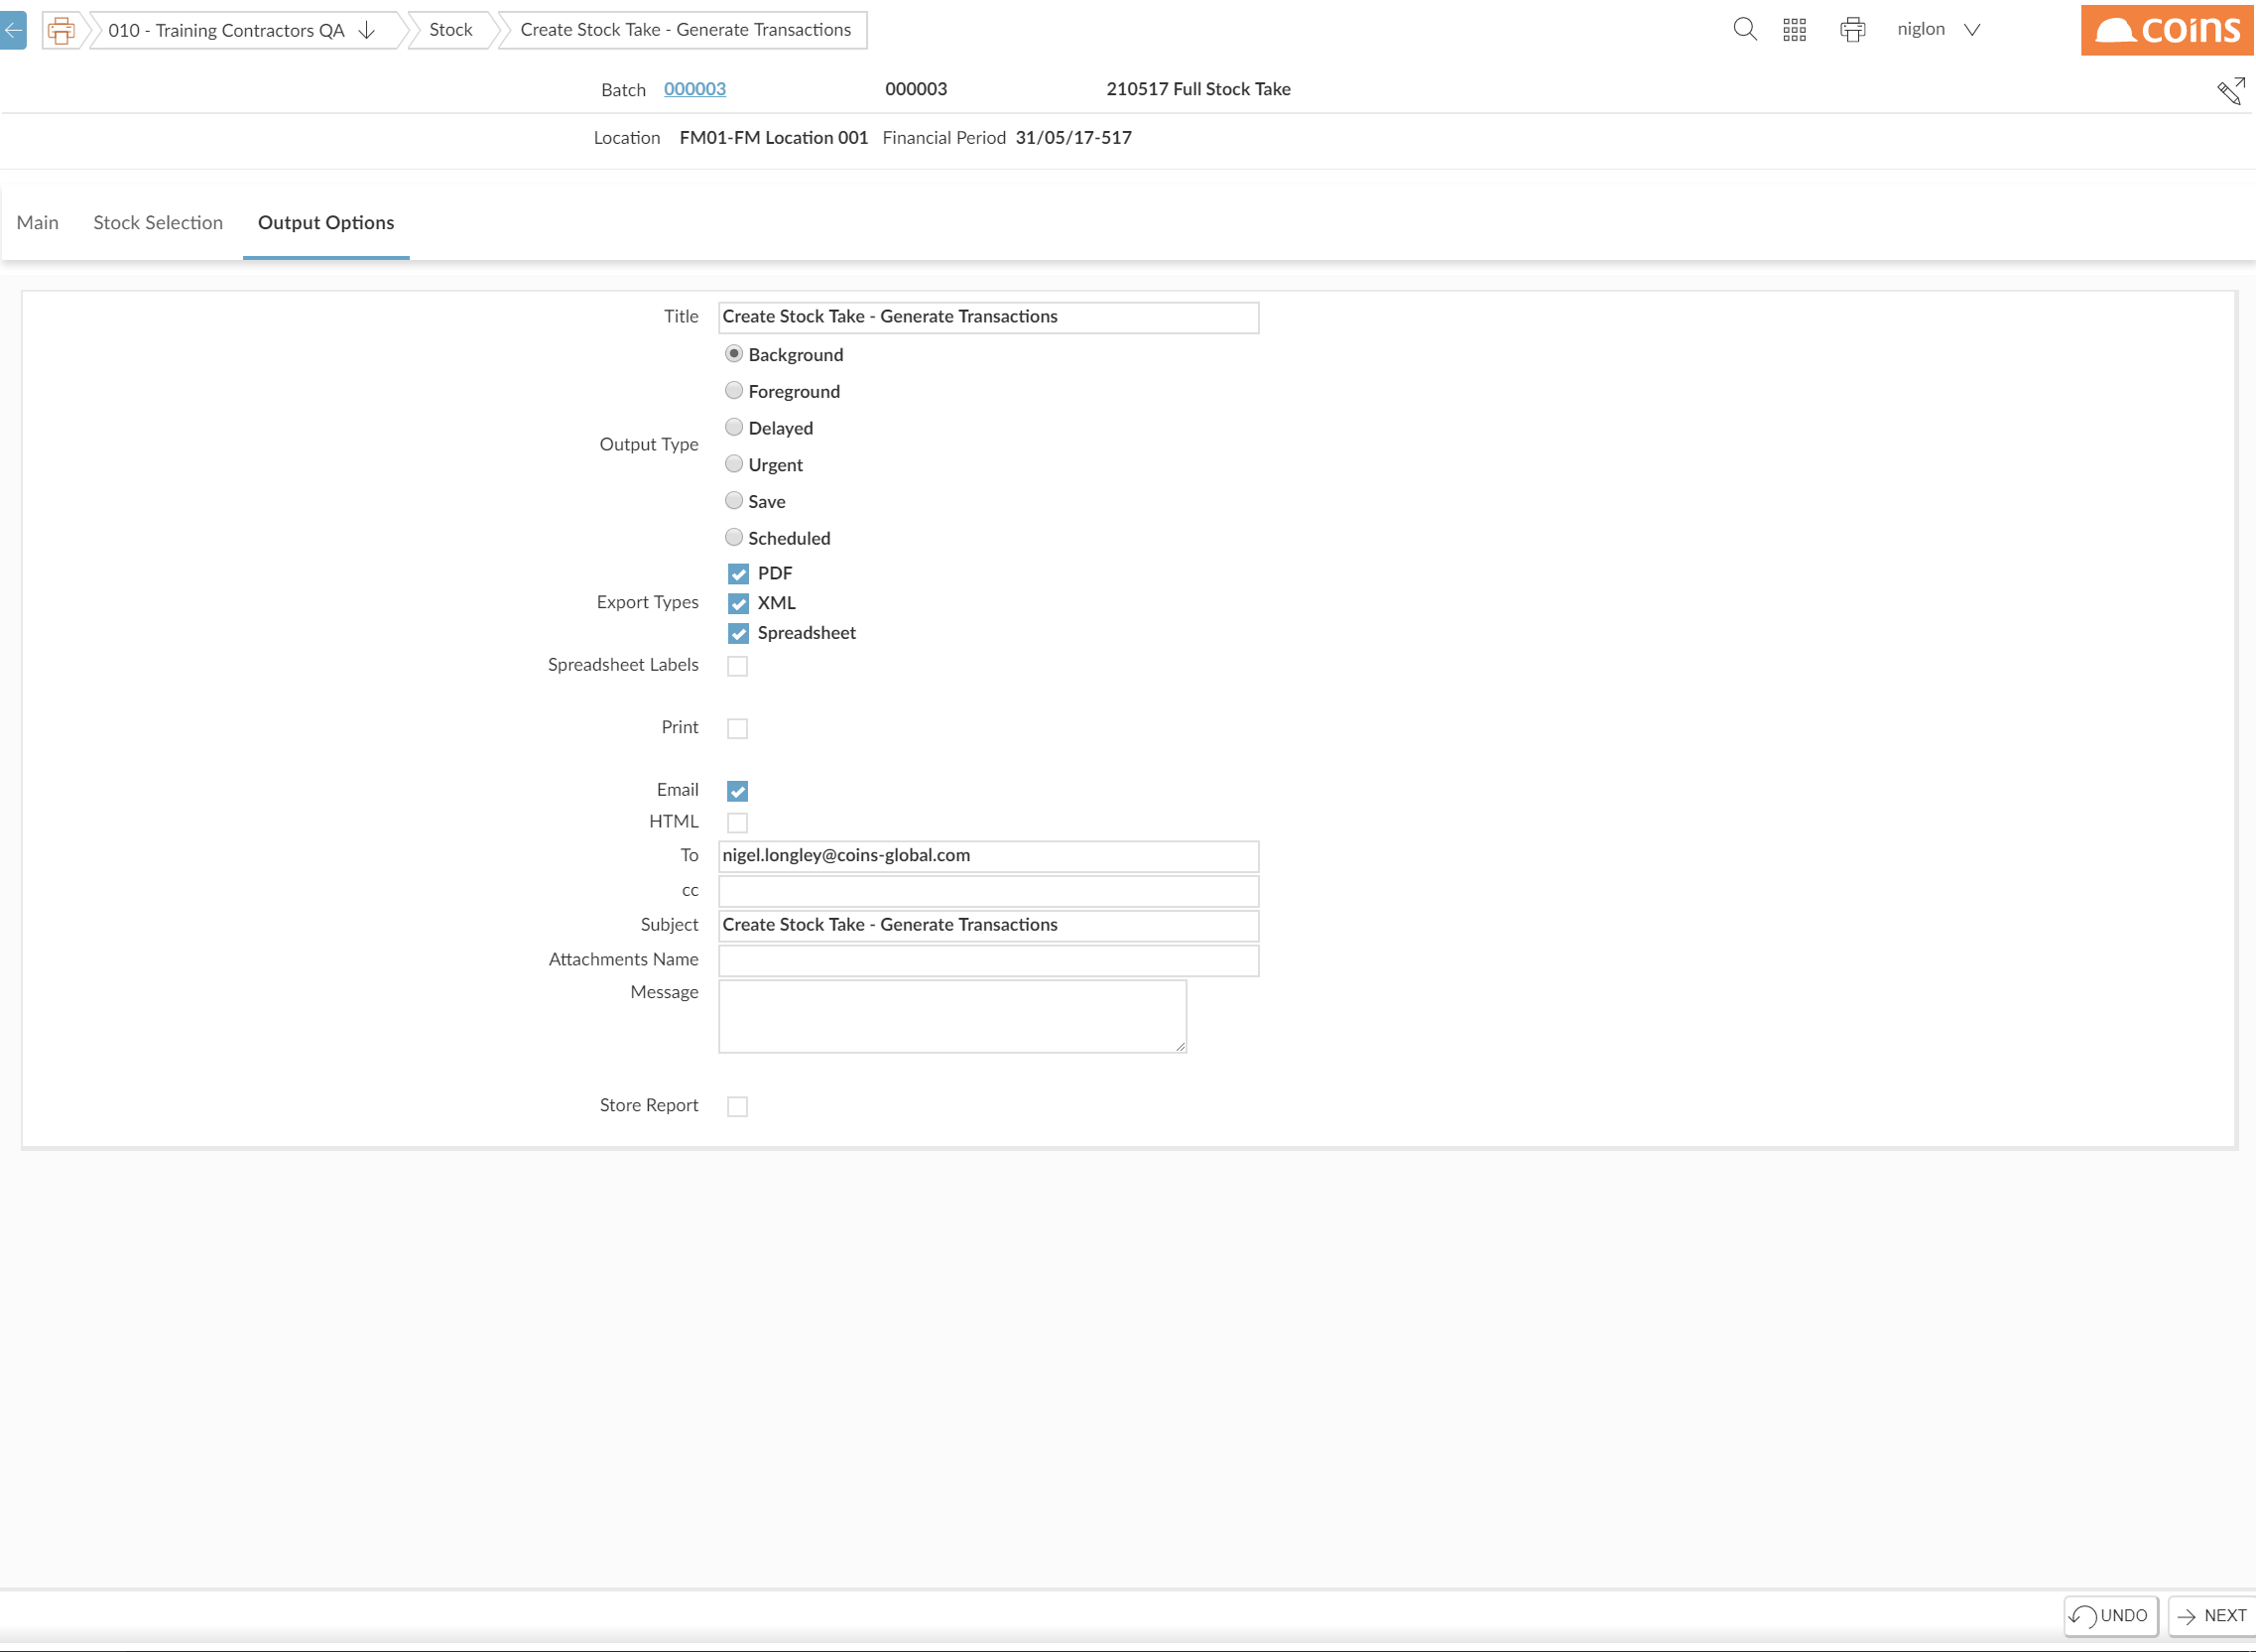 010 - Training Contractors QA Stock Create Stock Take - Generate Transactions niglon coins
Batch 000003 000003 210517 Full Stock Take
Location FM01-FM Location 001 Financial Period 31/05/17-517
Main Stock Selection Output Options
Title Create Stock Take - Generate Transactions
Background
Foreground
Delayed
Output Type
Urgent
Save
Scheduled
PDF
Export Types XML
Spreadsheet
Spreadsheet Labels
Print
Email
HTML
To nigel.longley@coins-global.com
cc
Subject Create Stock Take - Generate Transactions
Attachments Name
Message
Store Report
UNDO NEXT